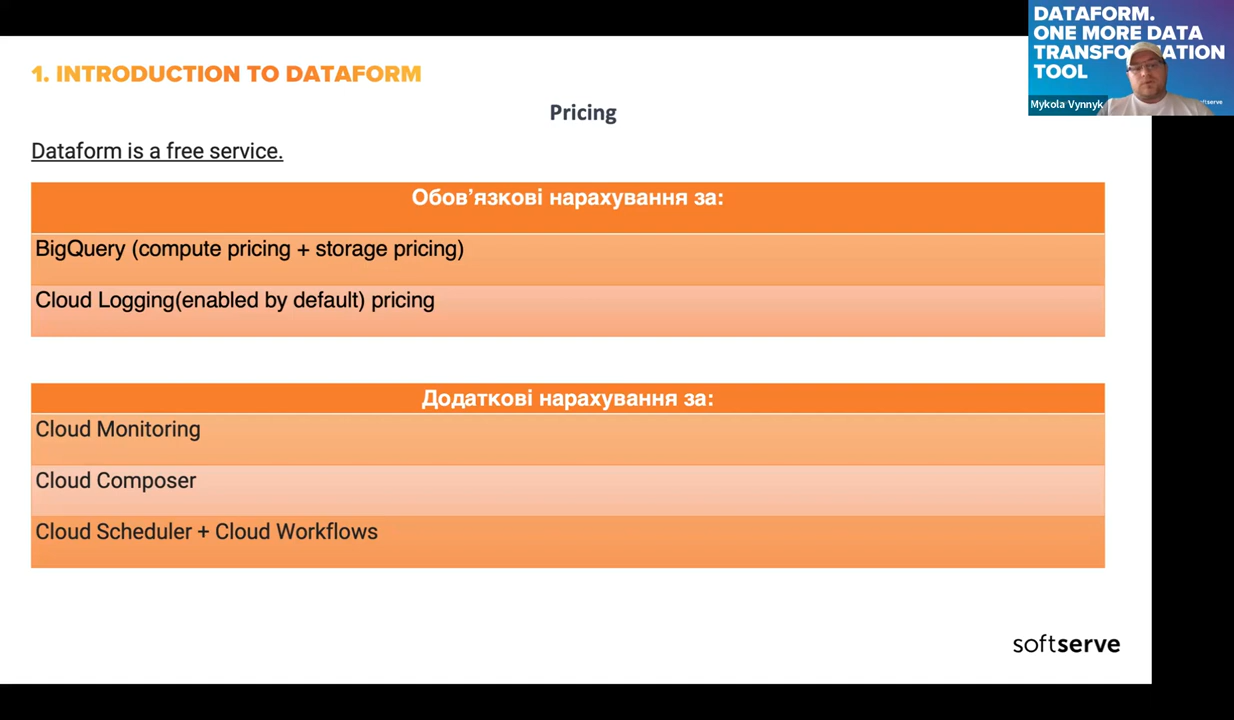 1. INTRODUCTION TO DATAFORM
Pricing
Dataform is a free service.
Обов’язкові нарахування за:
BigQuery (compute pricing + storage pricing)
Cloud Logging(enabled by default) pricing
Додаткові нарахування за:
Cloud Monitoring
Cloud Composer
Cloud Scheduler + Cloud Workflows
softserve
DATAFORM.
ONE MORE DATA
TOOL
Mykola Vynnyk